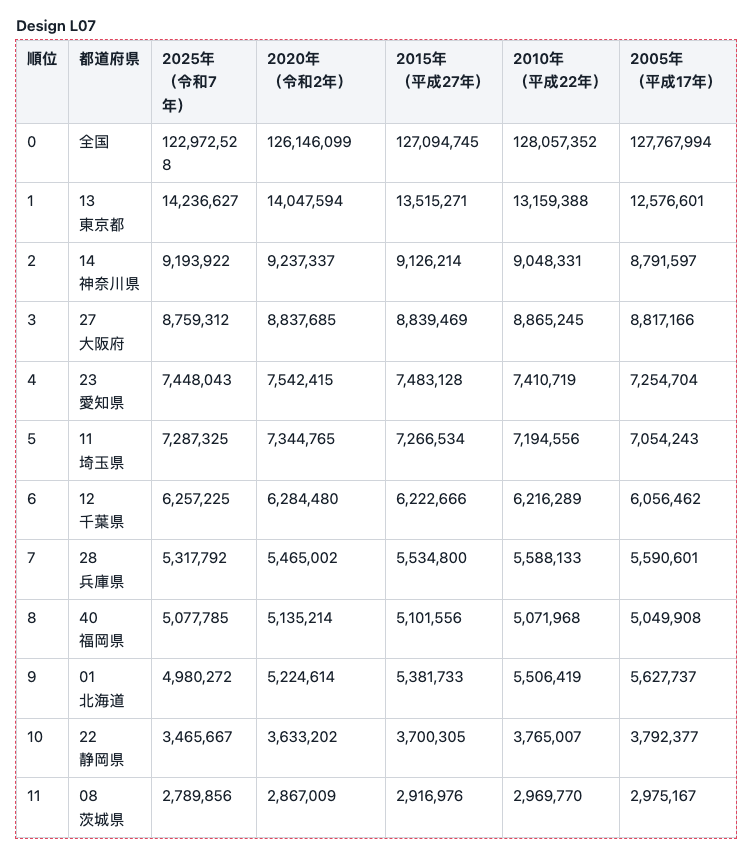 Design L07
順位 都道府県 2025年（令和7年） 2020年（令和2年） 2015年（平成27年） 2010年（平成22年） 2005年（平成17年）
0 全国 122,972,528 126,146,099 127,094,745 128,057,352 127,767,994
1 13 東京都 14,236,627 14,047,594 13,515,271 13,159,388 12,576,601
2 14 神奈川県 9,193,922 9,237,337 9,126,214 9,048,331 8,791,597
3 27 大阪府 8,759,312 8,837,685 8,839,469 8,865,245 8,817,166
4 23 愛知県 7,448,043 7,542,415 7,483,128 7,410,719 7,254,704
5 11 埼玉県 7,287,325 7,344,765 7,266,534 7,194,556 7,054,243
6 12 千葉県 6,257,225 6,284,480 6,222,666 6,216,289 6,056,462
7 28 兵庫県 5,317,792 5,465,002 5,534,800 5,588,133 5,590,601
8 40 福岡県 5,077,785 5,135,214 5,101,556 5,071,968 5,049,908
9 01 北海道 4,980,272 5,224,614 5,381,733 5,506,419 5,627,737
10 22 静岡県 3,465,667 3,633,202 3,700,305 3,765,007 3,792,377
11 08 茨城県 2,789,856 2,867,009 2,916,976 2,969,770 2,975,167